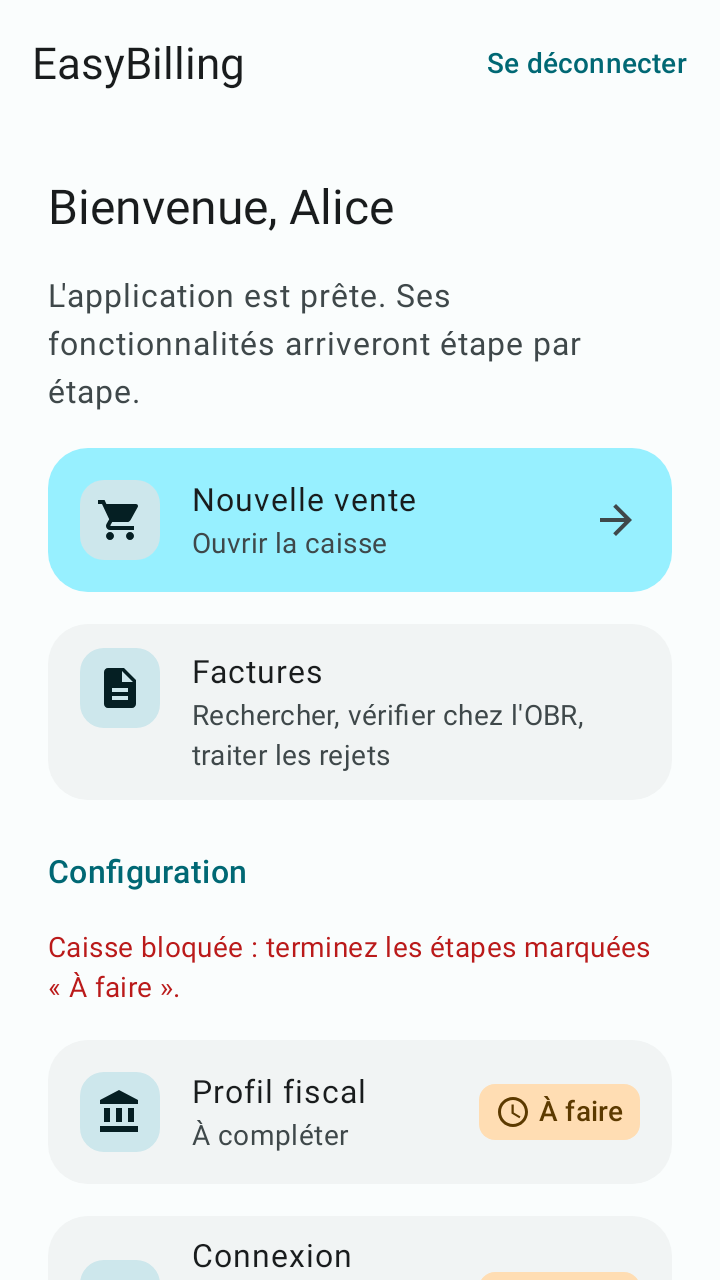 EasyBilling
Se déconnecter
Bienvenue, Alice
L'application est prête. Ses
fonctionnalités arriveront étape par
étape.
Nouvelle vente
Ouvrir la caisse
Factures
Rechercher, vérifier chez l'OBR,
traiter les rejets
Configuration
Caisse bloquée : terminez les étapes marquées
« À faire ».
Profil fiscal
À compléter
À faire
Connexion